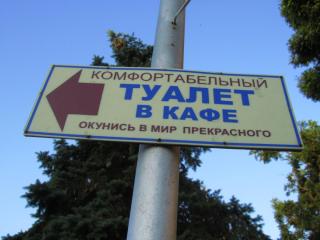 КОМФОРТАБЕЛЬНЫЙ
ТУАЛЕТ
В КАФЕ
ОКУНИСЬ В МИР ПРЕКРАСНОГО